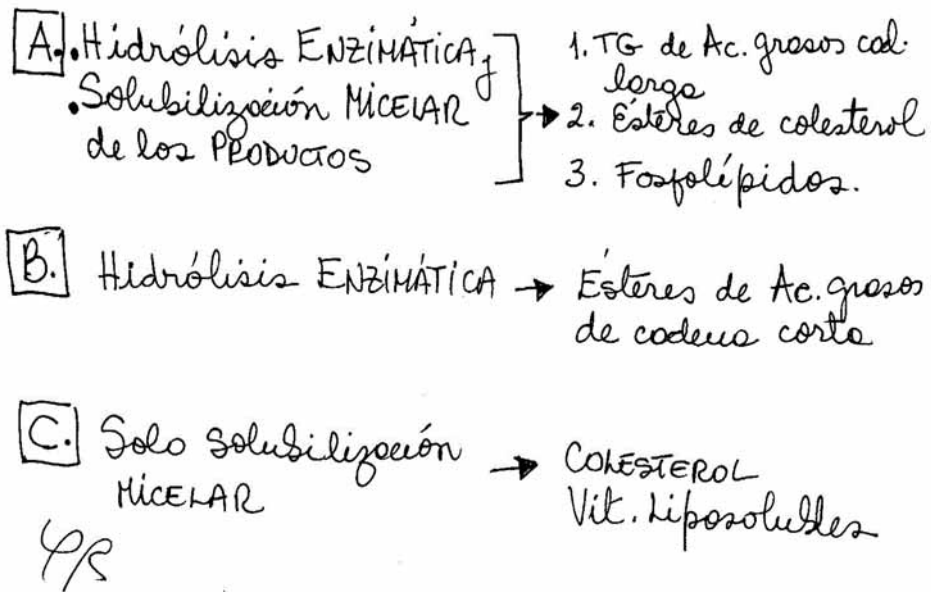 A. . Hidrólisis ENZIMÁTICA y
. Solubilización MICELAR
de los PRODUCTOS
1. TG de Ac. grasos cad.
larga
2. Ésteres de colesterol
3. Fosfolípidos.
B. Hidrólisis ENZIMÁTICA → Ésteres de Ac. grasos
de cadena corta
C. Solo Solubilización
MICELAR → COLESTEROL
Vit. Liposolubles